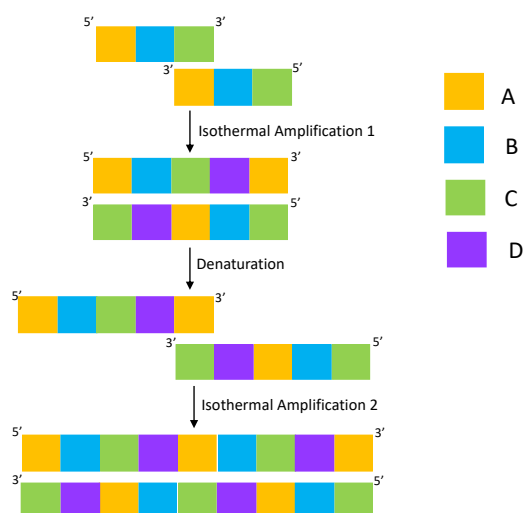 5’ 3’
3’ 5’
A
Isothermal Amplification 1
B
5’ 3’
3’ 5’
C
D
Denaturation
5’ 3’
3’ 5’
Isothermal Amplification 2
5’ 3’
3’ 5’